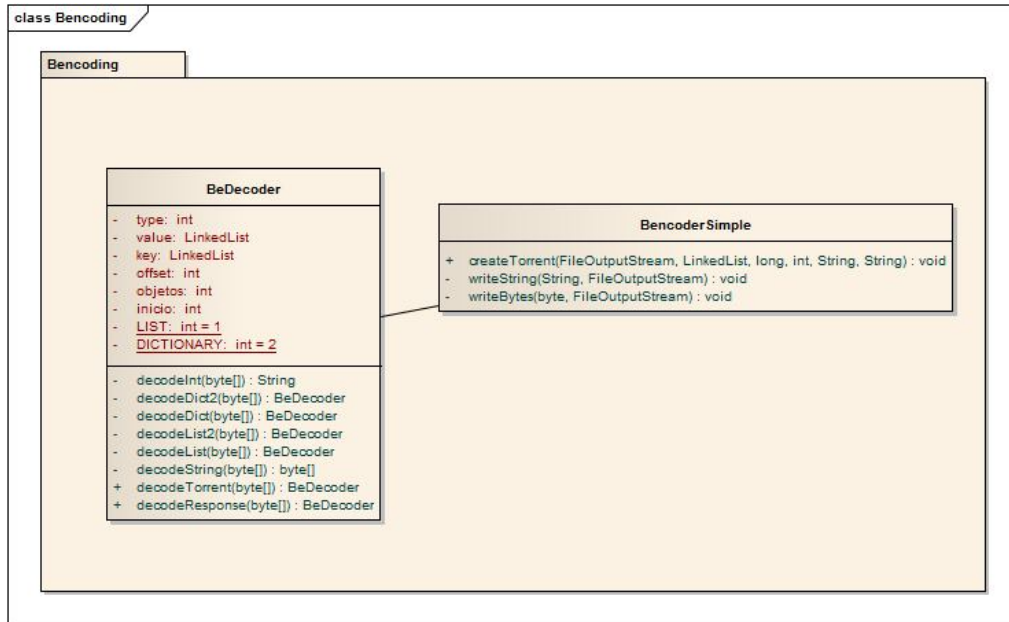 class Bencoding
Bencoding
BeDecoder
- type: int
- value: LinkedList
- key: LinkedList
- offset: int
- objetos: int
- inicio: int
- LIST: int = 1
- DICTIONARY: int = 2
- decodeInt(byte[]) : String
- decodeDict2(byte[]) : BeDecoder
- decodeDict(byte[]) : BeDecoder
- decodeList2(byte[]) : BeDecoder
- decodeList(byte[]) : BeDecoder
- decodeString(byte[]) : byte[]
+ decodeTorrent(byte[]) : BeDecoder
+ decodeResponse(byte[]) : BeDecoder
BencoderSimple
+ createTorrent(FileOutputStream, LinkedList, long, int, String, String) : void
- writeString(String, FileOutputStream) : void
- writeBytes(byte, FileOutputStream) : void